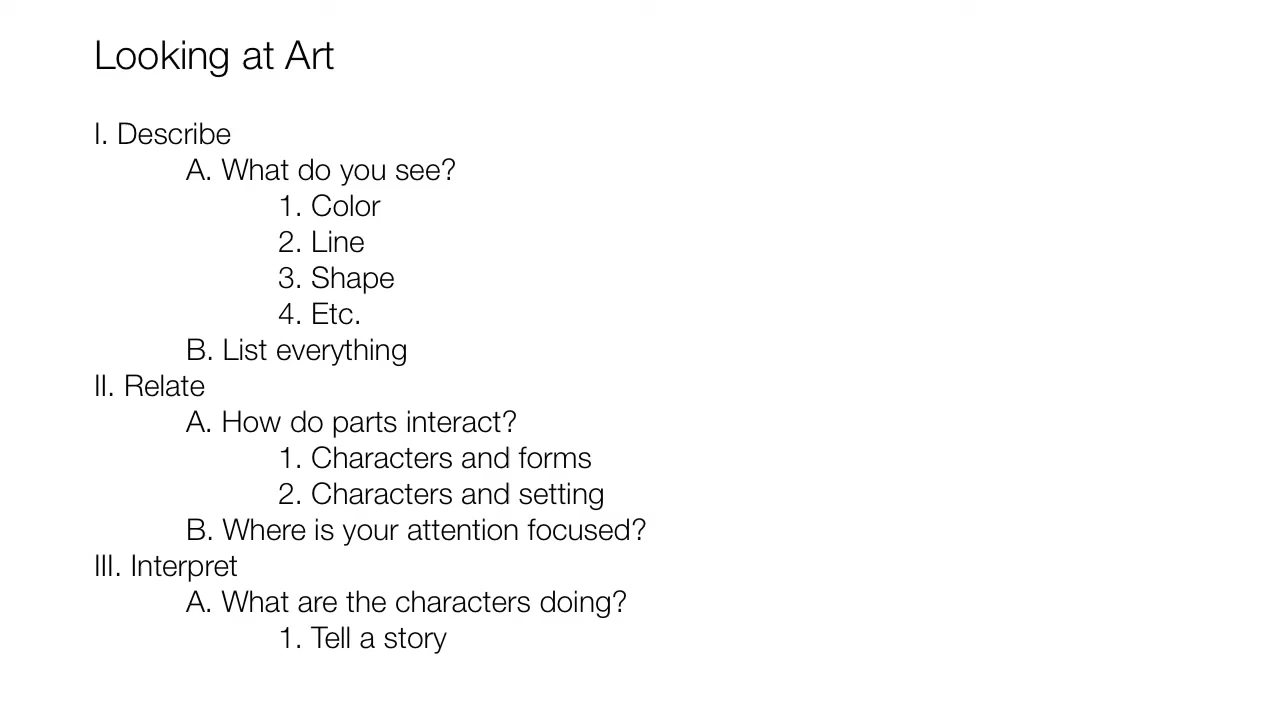 Looking at Art
I. Describe
A. What do you see?
1. Color
2. Line
3. Shape
4. Etc.
B. List everything
II. Relate
A. How do parts interact?
1. Characters and forms
2. Characters and setting
B. Where is your attention focused?
III. Interpret
A. What are the characters doing?
1. Tell a story